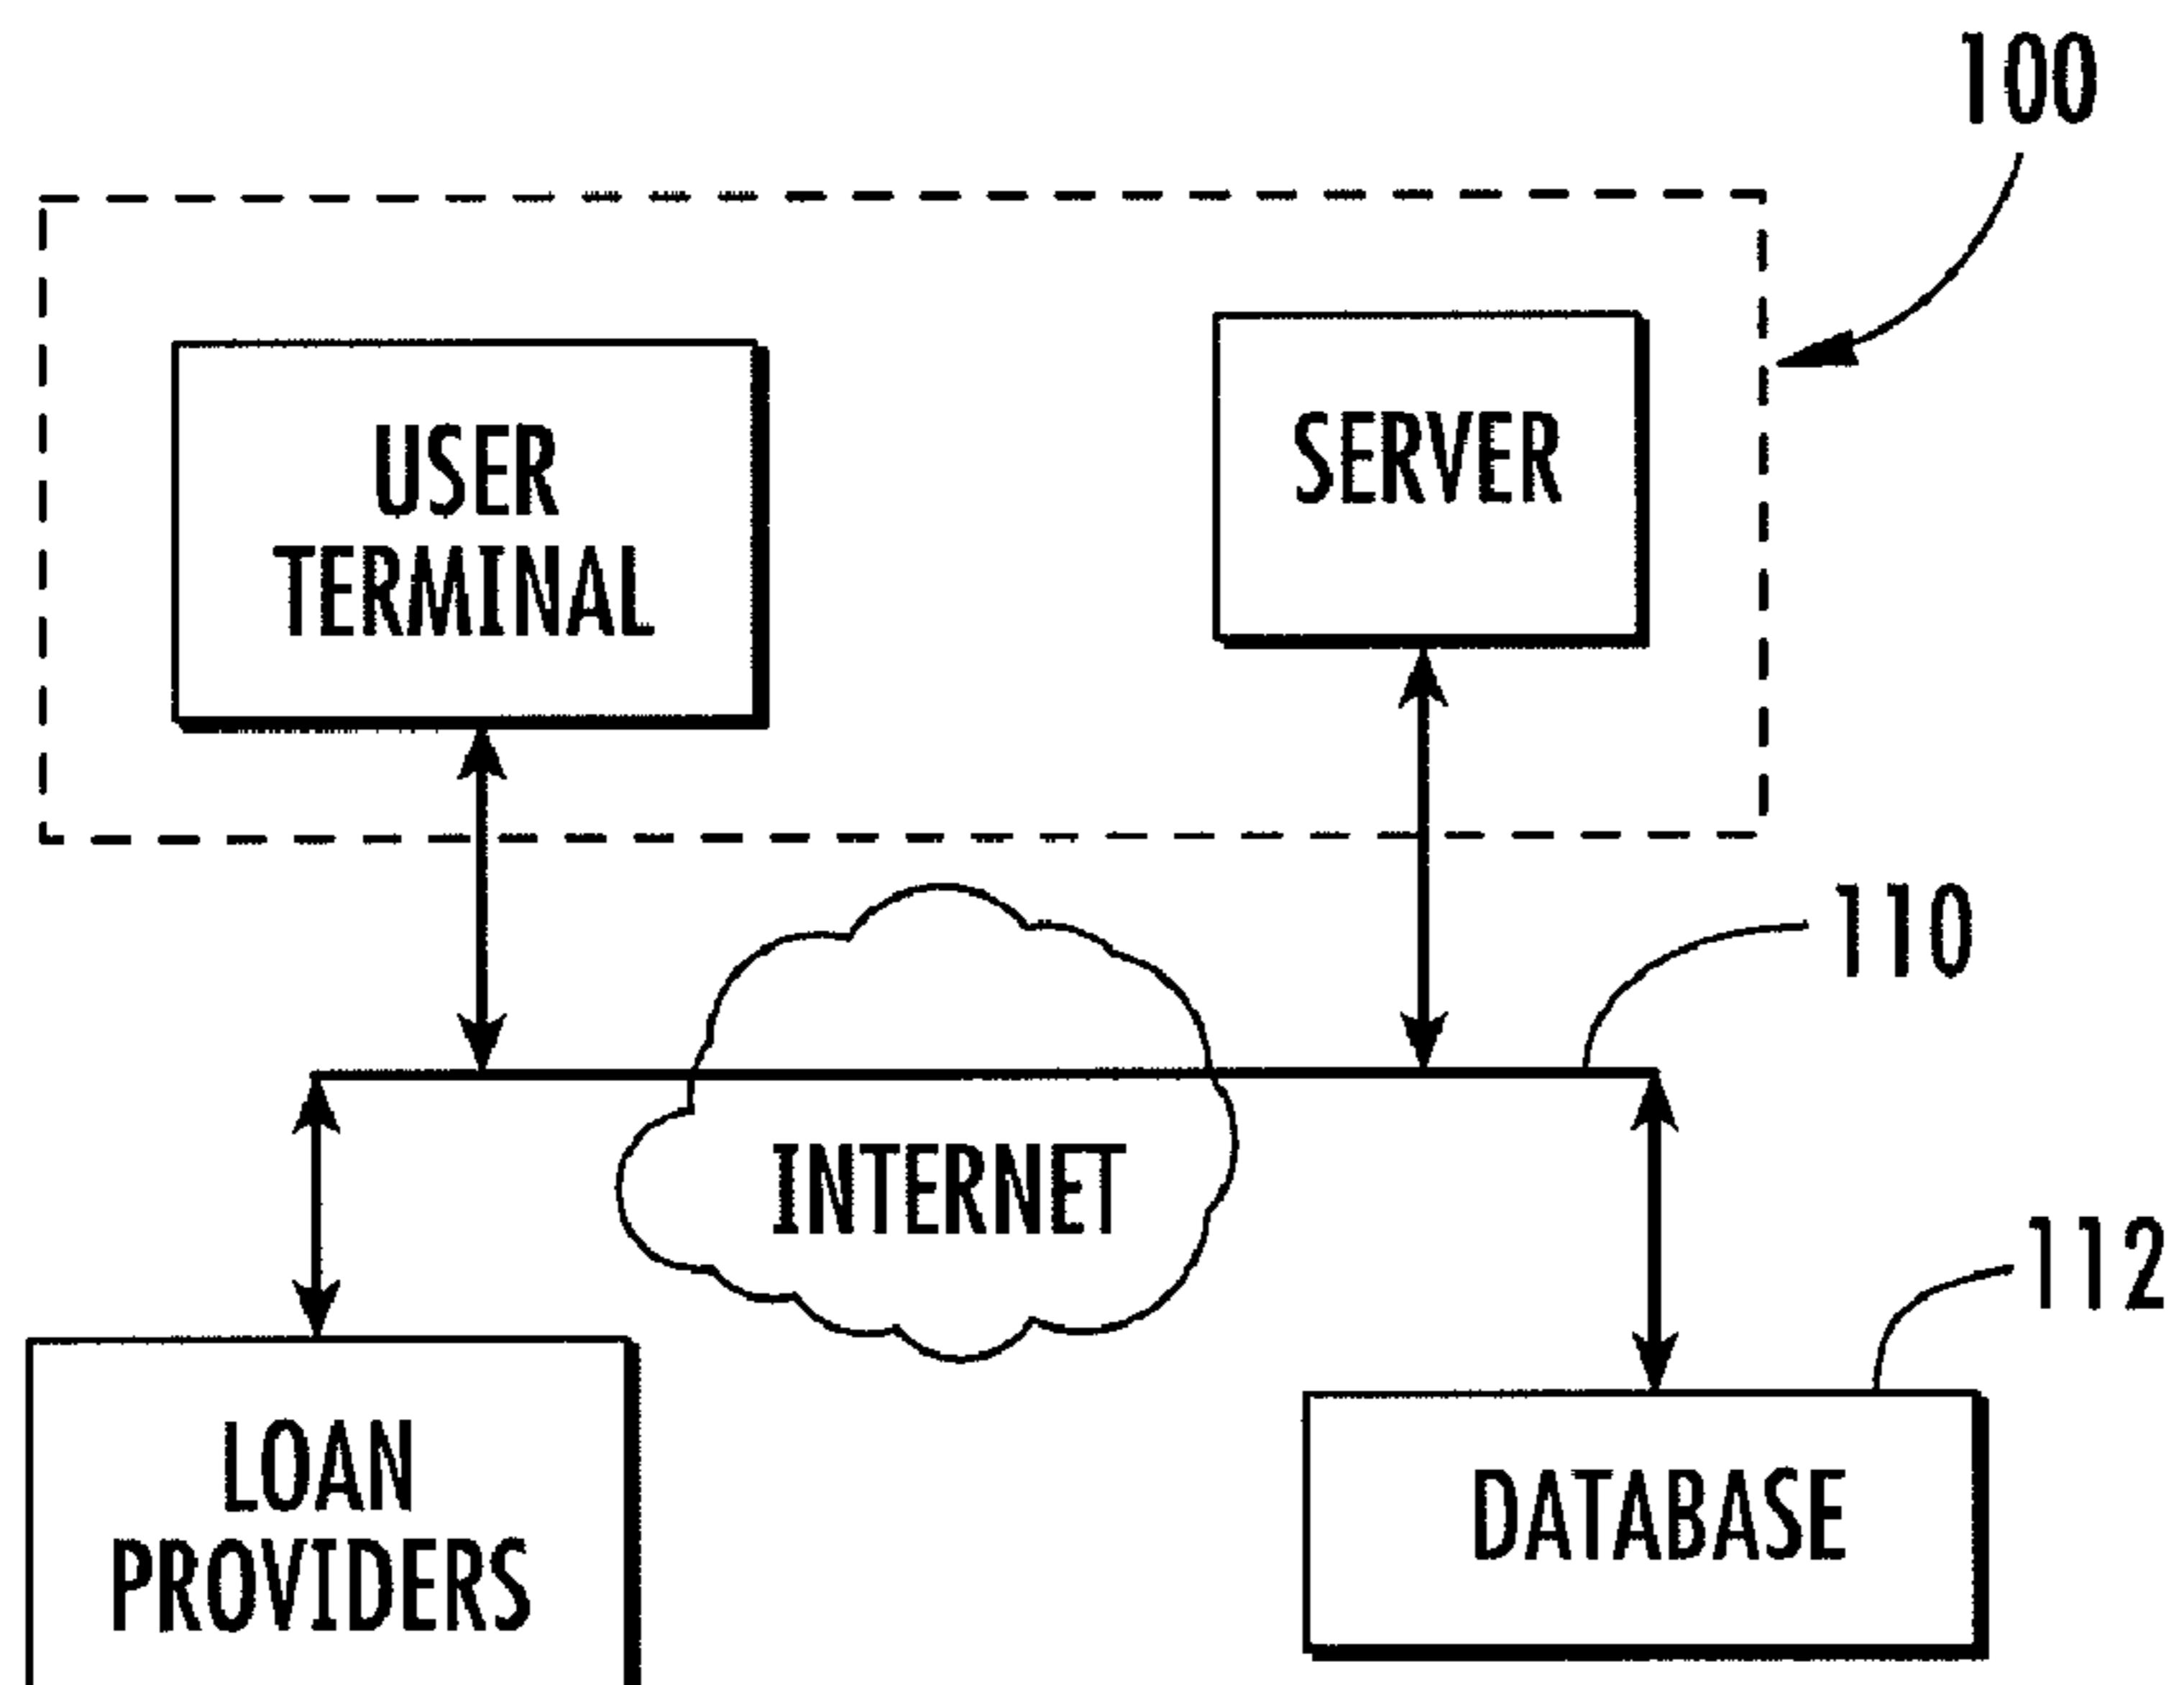 100
USER
TERMINAL
SERVER
110
INTERNET
112
LOAN
PROVIDERS
DATABASE